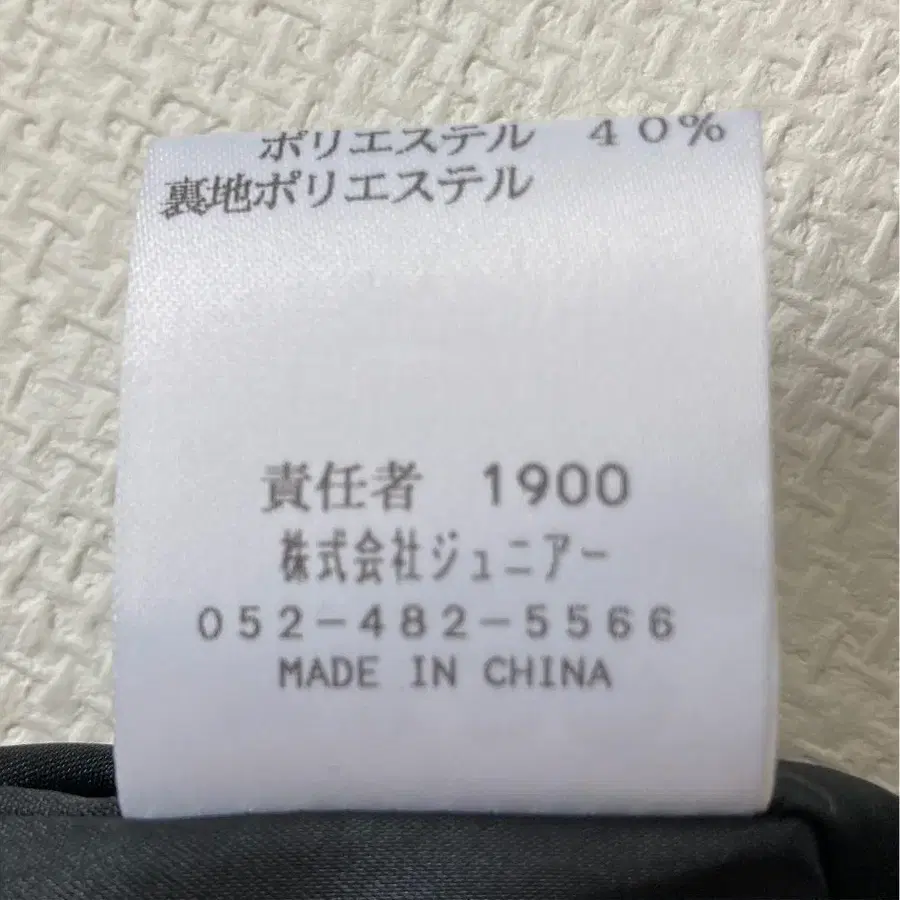 ポリエステル 40%
裏地ポリエステル
責任者 1900
株式会社ジュニアー
052-482-5566
MADE IN CHINA